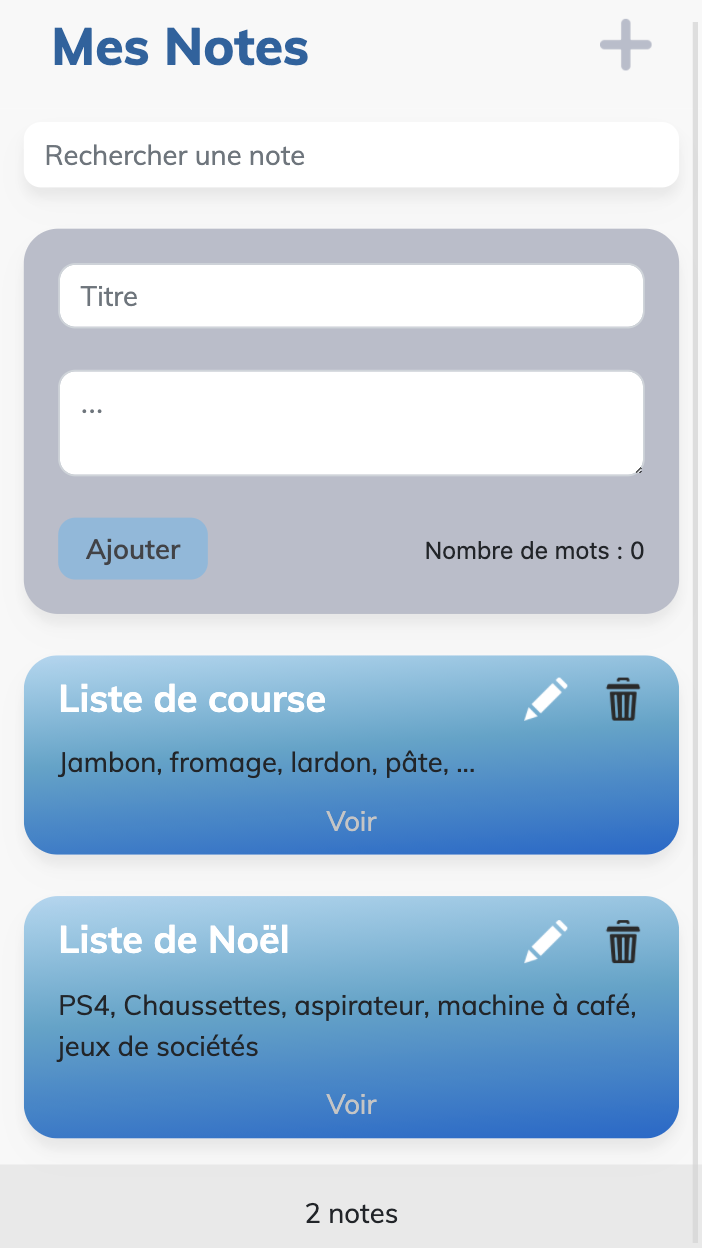 Mes Notes
Rechercher une note
Titre
...
Ajouter
Nombre de mots : 0
Liste de course
Jambon, fromage, lardon, pâte, ...
Voir
Liste de Noël
PS4, Chaussettes, aspirateur, machine à café,
jeux de sociétés
Voir
2 notes